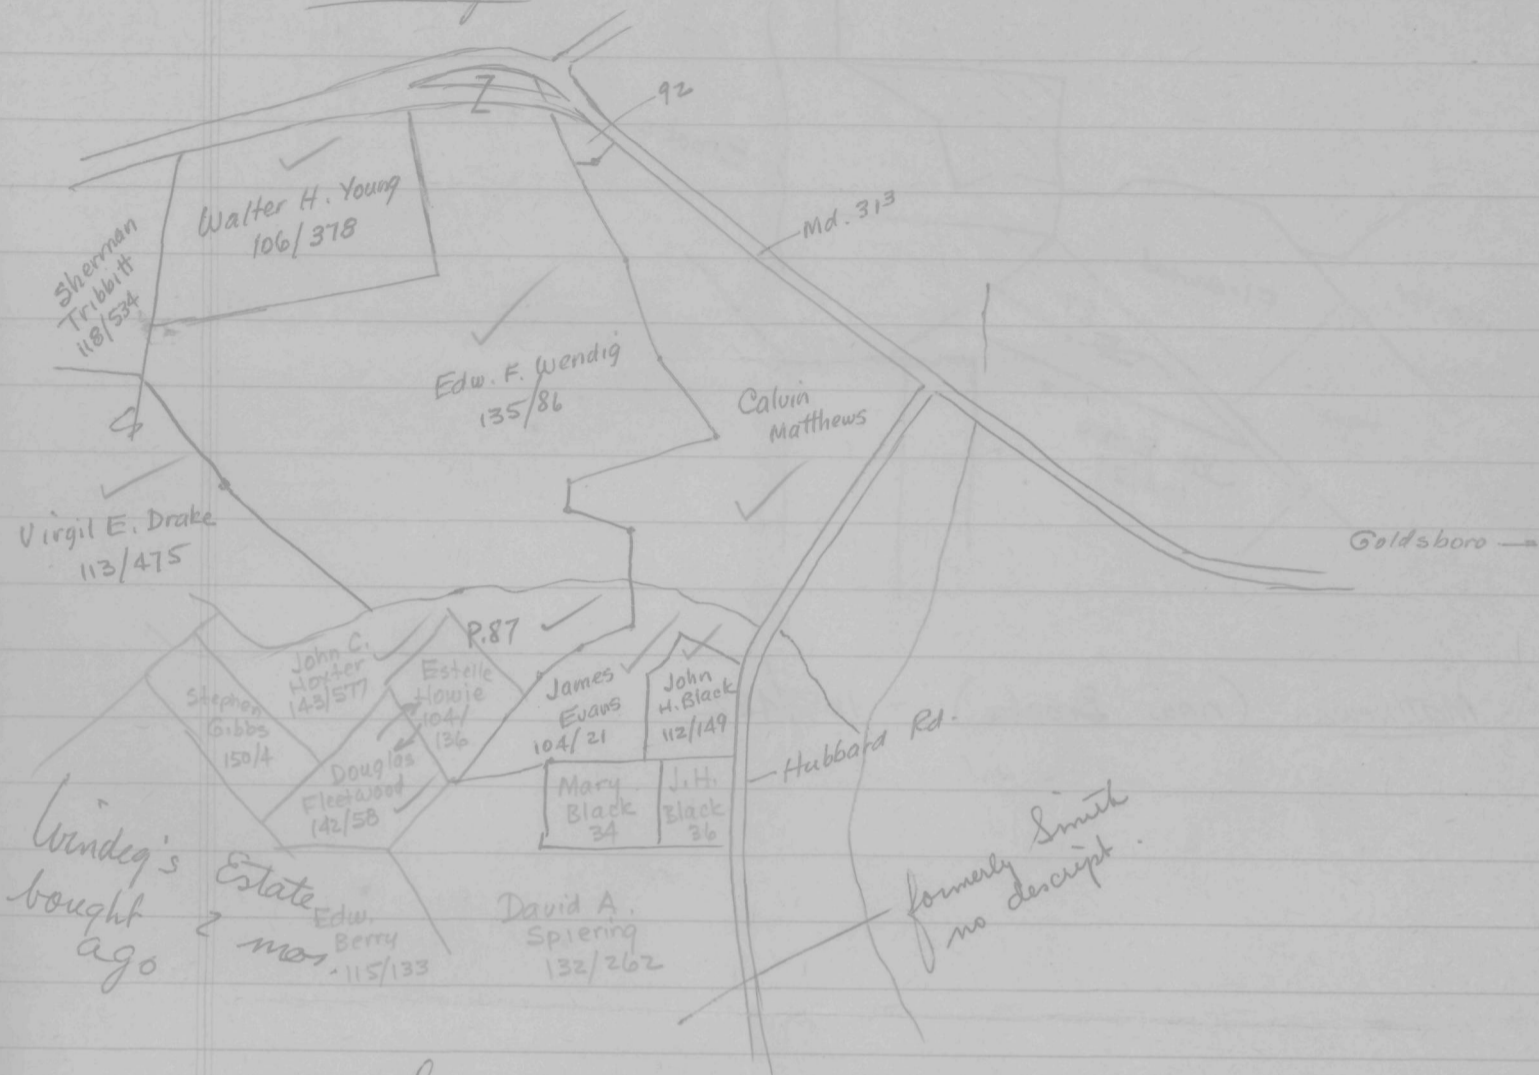 Z
92
Walter H. Young
106/378
Md. 313
Sherman
Tribbitt
118/534
Edw. F. Wendig
135/86
Calvin
Matthews
Virgil E. Drake
113/475
Goldsboro
P.87
John C.
Hoxter
143/577
Estelle
Howie
104/
136
James
Evans
104/21
John
H. Black
112/149
Stephen
Gibbs
150/4
Hubbard Rd.
Douglas
Fleetwood
142/58
Mary
Black
34
J. H.
Black
36
Windeg's Estate
bought 2 mos.
ago
Edw.
Berry
115/133
David A.
Spiering
132/262
formerly Smith
no descript.